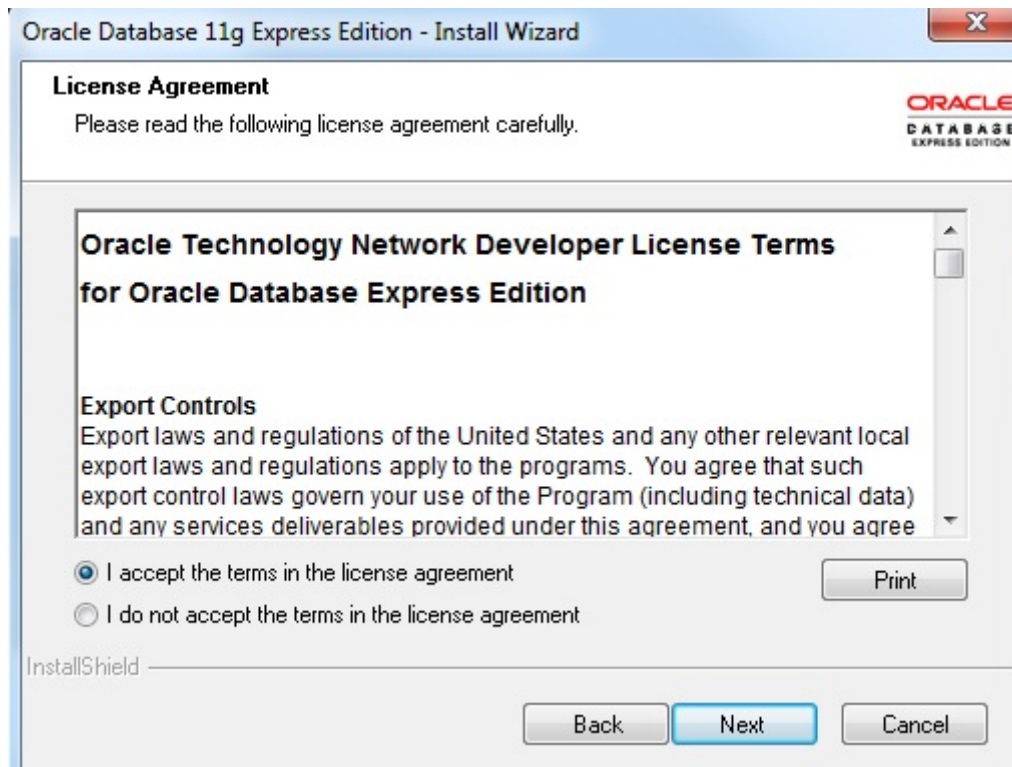 Oracle Database 11g Express Edition - Install Wizard
License Agreement
Please read the following license agreement carefully.
ORACLE
DATABASE
EXPRESS EDITION
Oracle Technology Network Developer License Terms
for Oracle Database Express Edition
Export Controls
Export laws and regulations of the United States and any other relevant local
export laws and regulations apply to the programs.  You agree that such
export control laws govern your use of the Program (including technical data)
and any services deliverables provided under this agreement, and you agree
I accept the terms in the license agreement
Print
I do not accept the terms in the license agreement
InstallShield
Back
Next
Cancel